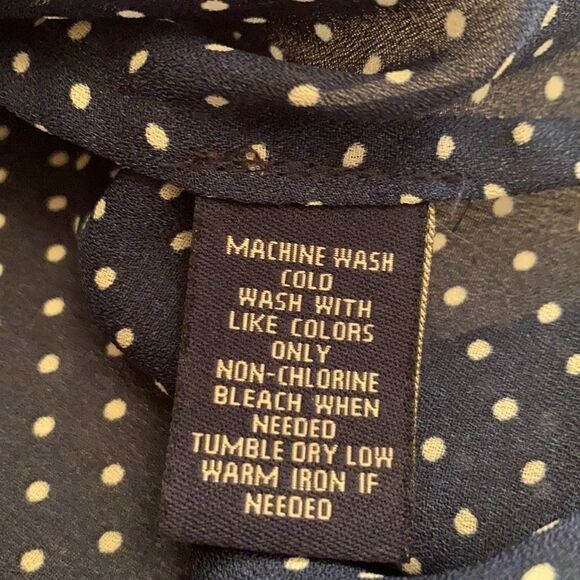 MACHINE WASH
COLD
WASH WITH
LIKE COLORS
ONLY
NON-CHLORINE
BLEACH WHEN
NEEDED
TUMBLE DRY LOW
WARM IRON IF
NEEDED